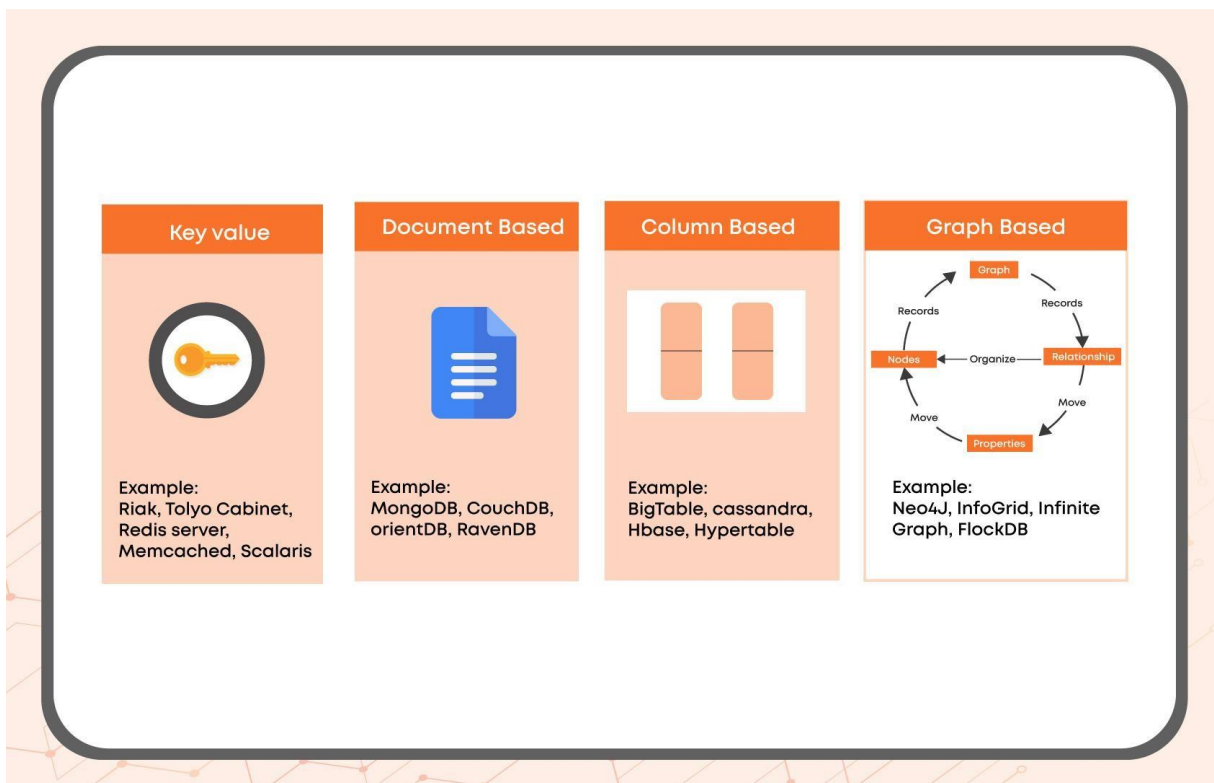 Key value
Example:
Riak, Tolyo Cabinet,
Redis server,
Memcached, Scalaris
Document Based
Example:
MongoDB, CouchDB,
orientDB, RavenDB
Column Based
Example:
BigTable, cassandra,
Hbase, Hypertable
Graph Based
Graph
Records
Records
Nodes
Organize
Relationship
Move
Move
Properties
Example:
Neo4J, InfoGrid, Infinite
Graph, FlockDB